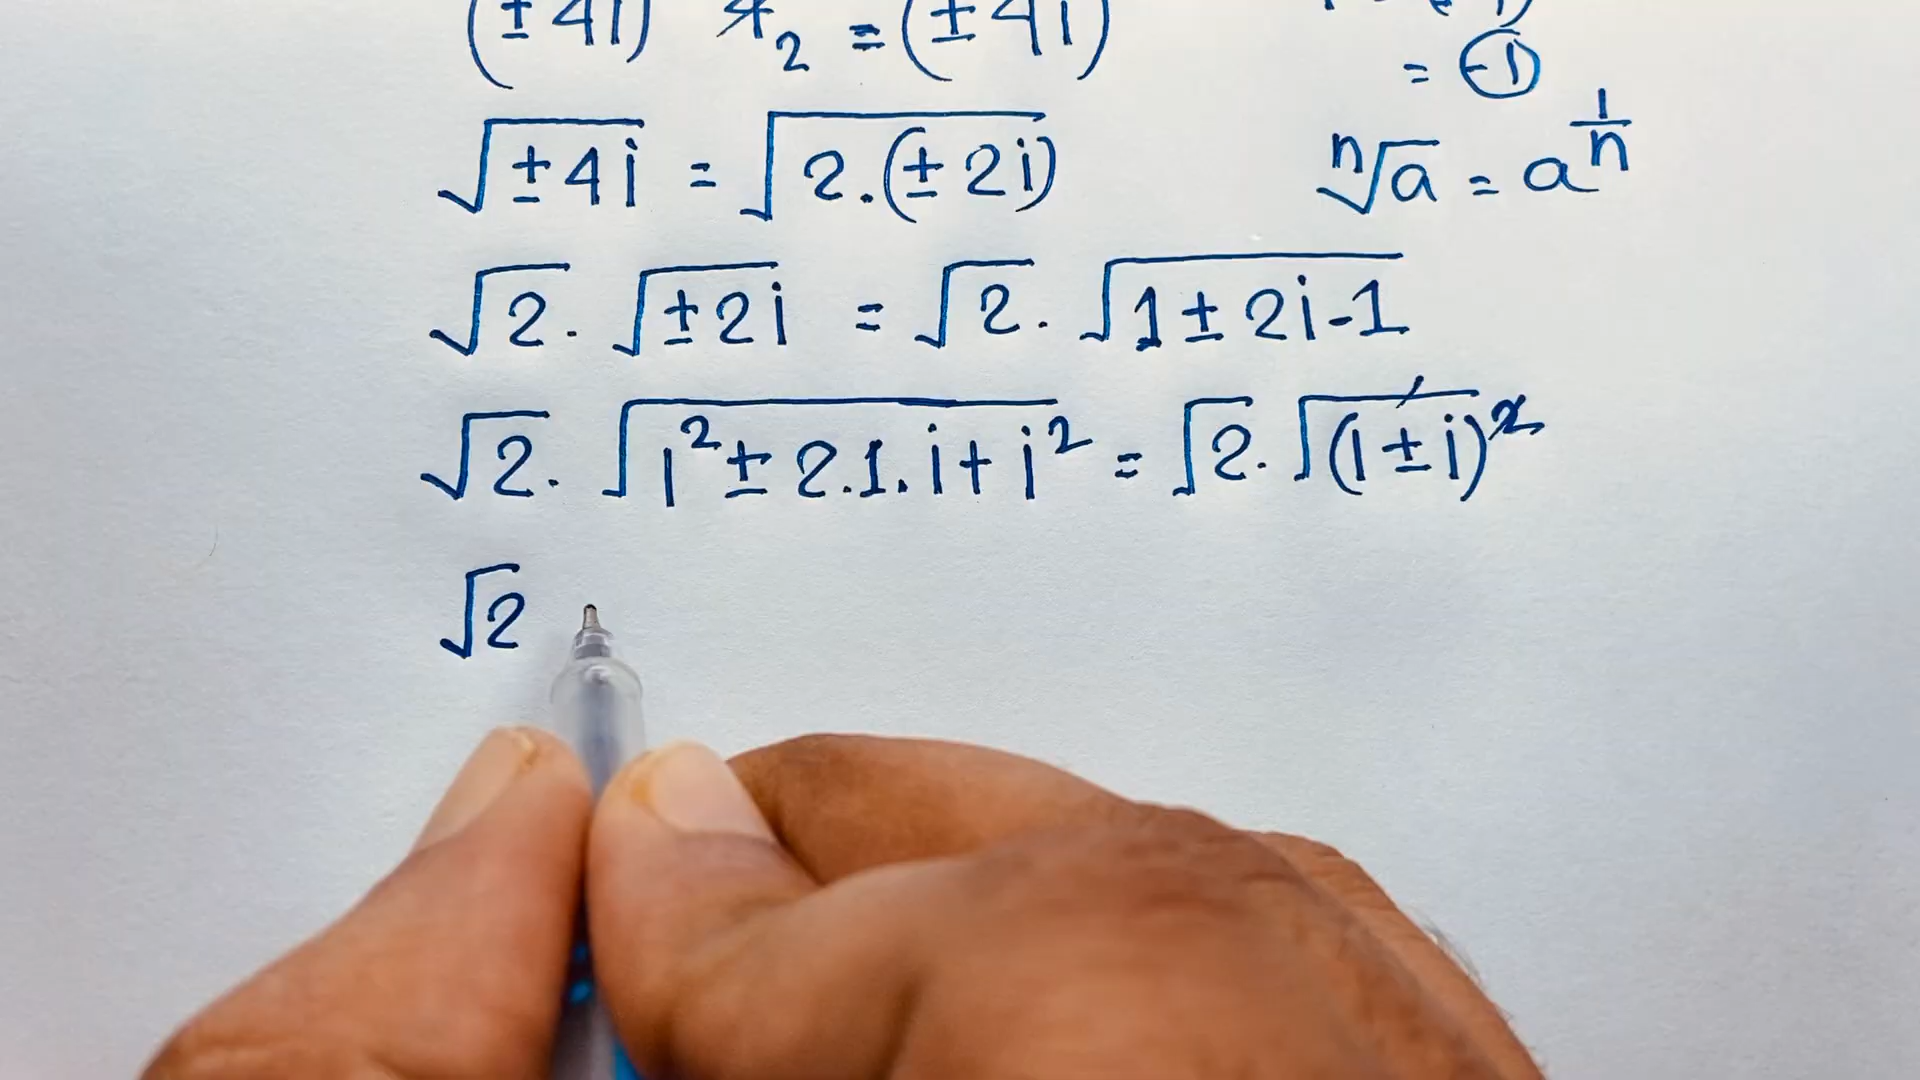 (±4i) 2 = (±4i)
= -1
√±4i = √2.(±2i)
ⁿ√a = a^1/n
√2. √±2i = √2. √1±2i-1
√2. √1²±2.1.i+i² = √2. √(1±i)²
√2